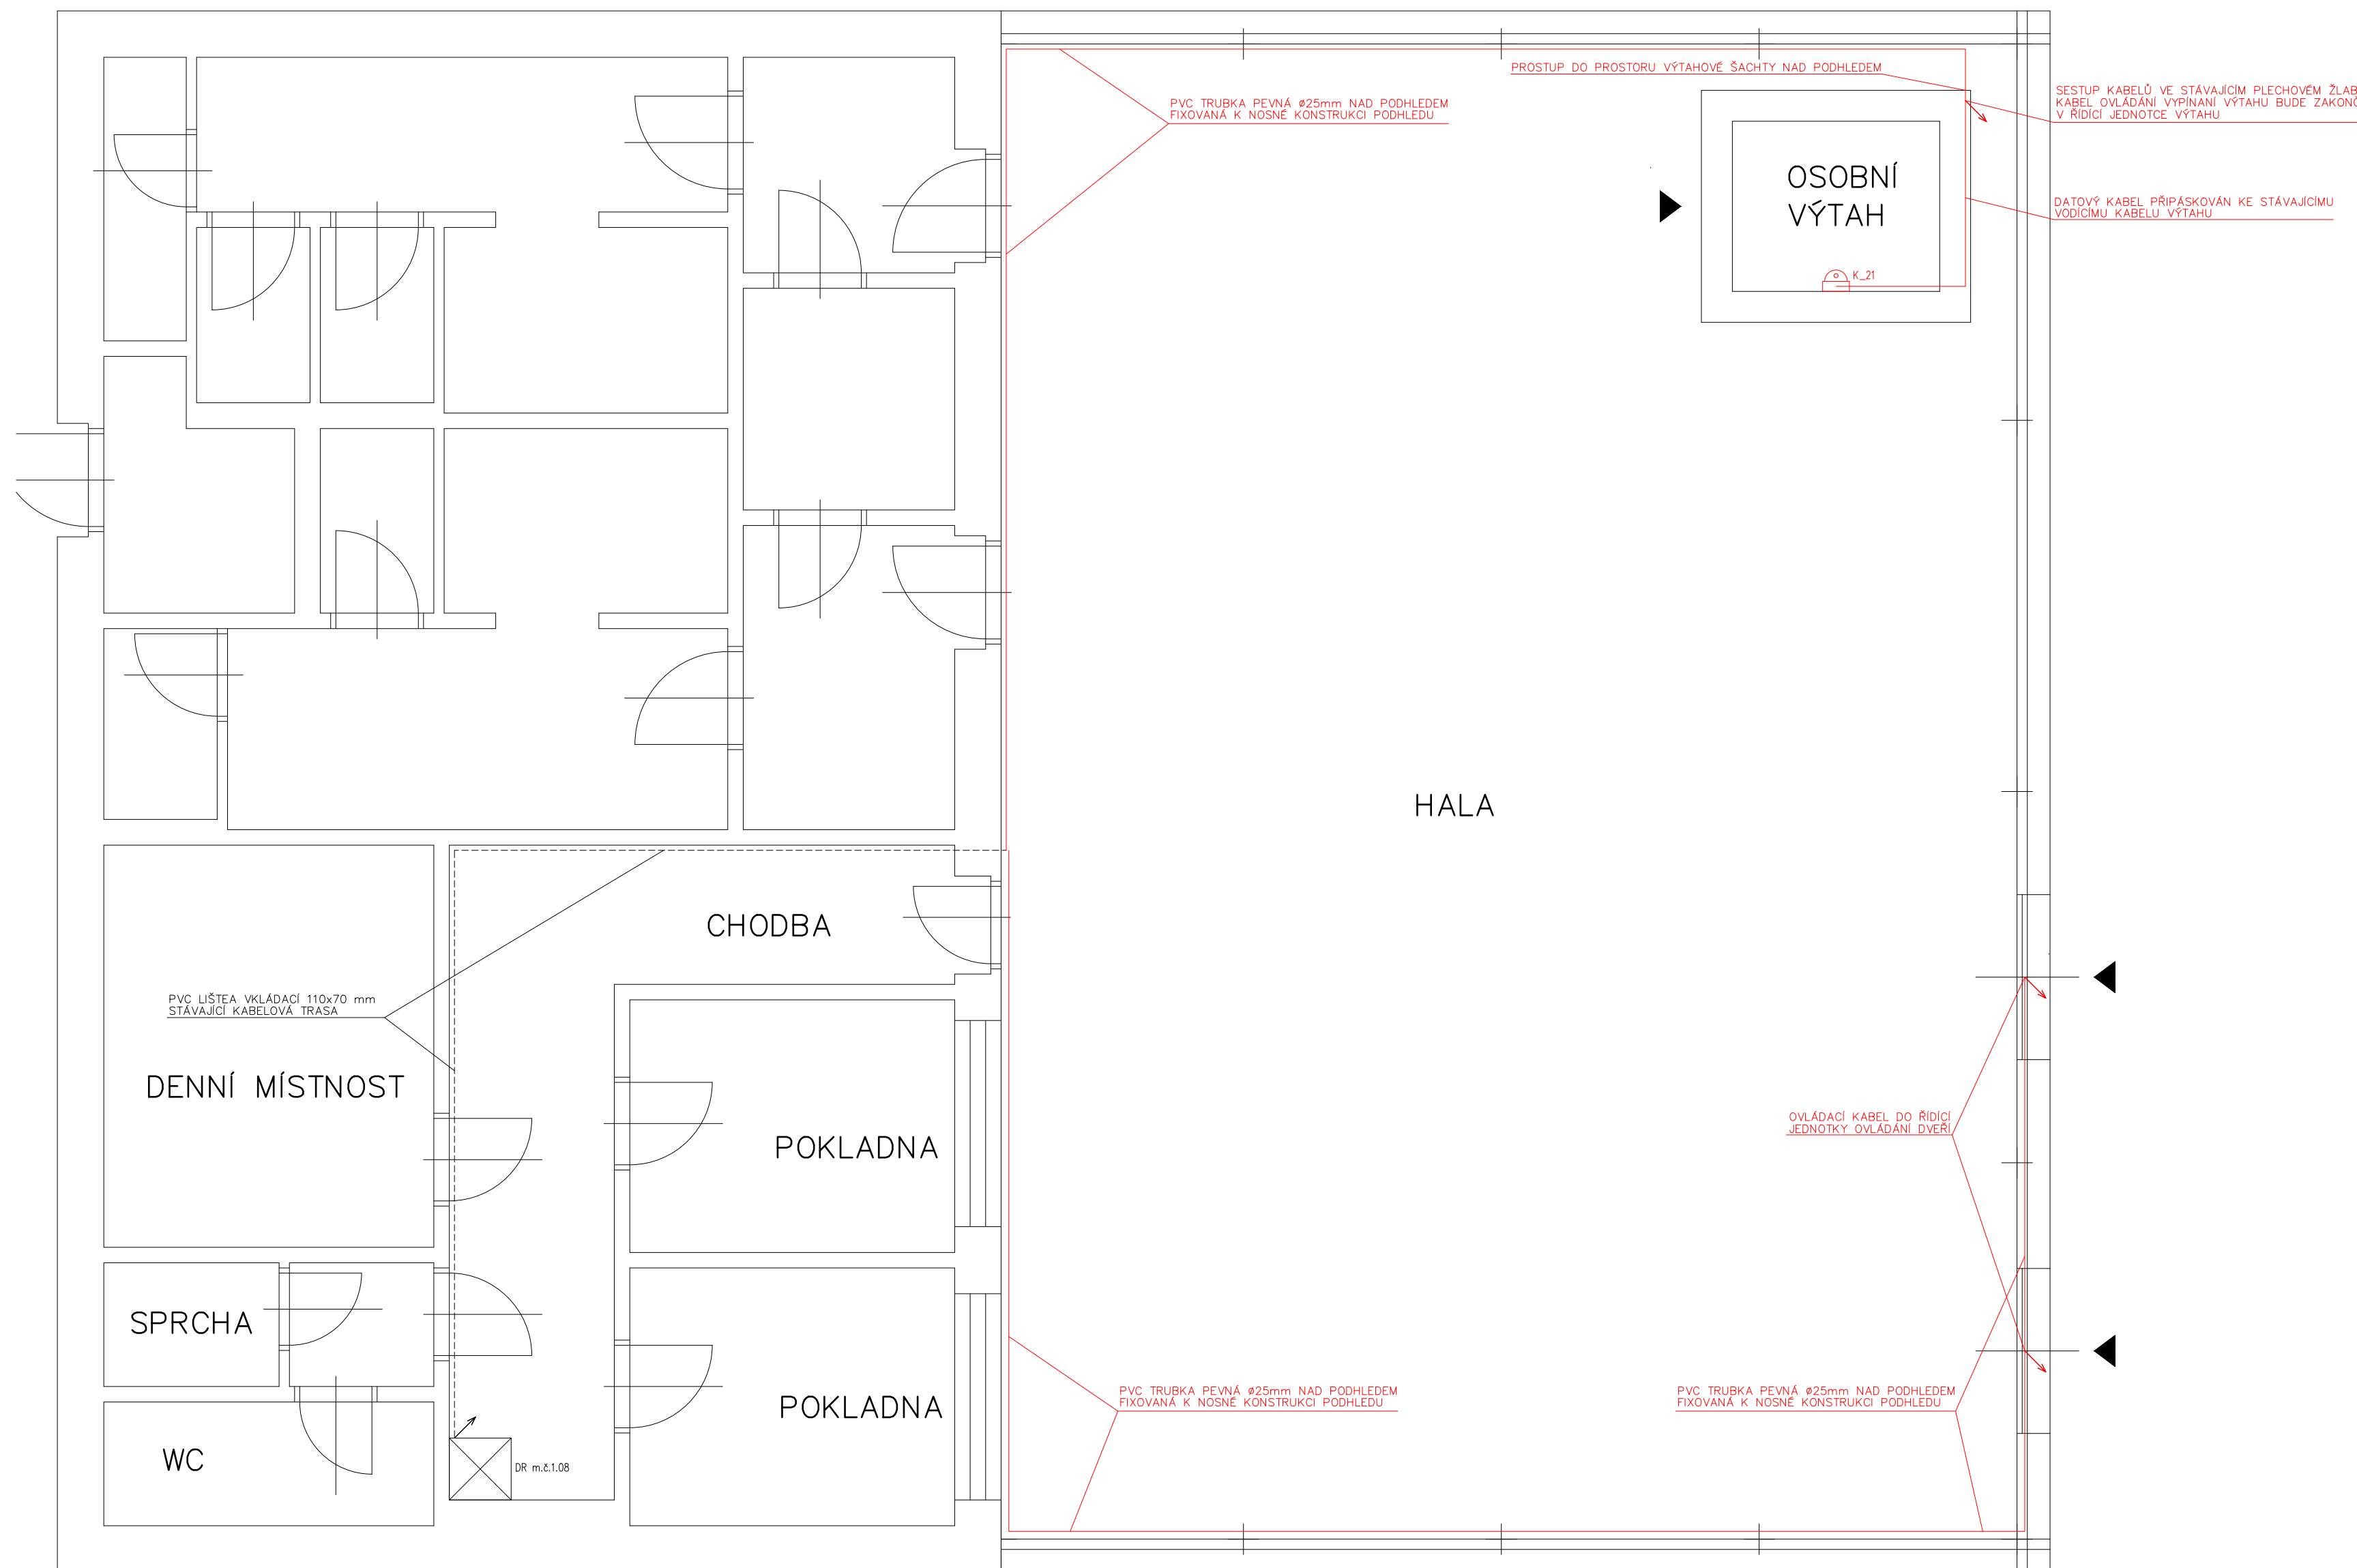 PROSTUP DO PROSTORU VÝTAHOVÉ ŠACHTY NAD PODHLEDEM
SESTUP KABELŮ VE STÁVAJÍCÍM PLECHOVÉM ŽLAB
KABEL OVLÁDÁNÍ VYPÍNANÍ VÝTAHU BUDE ZAKONČ
V ŘÍDÍCÍ JEDNOTCE VÝTAHU
PVC TRUBKA PEVNÁ ø25mm NAD PODHLEDEM
FIXOVANÁ K NOSNÉ KONSTRUKCI PODHLEDU
OSOBNÍ
VÝTAH
DATOVÝ KABEL PŘIPÁSKOVÁN KE STÁVAJÍCÍMU
VODÍCÍMU KABELU VÝTAHU
K_21
HALA
CHODBA
PVC LIŠTEA VKLÁDACÍ 110x70 mm
STÁVAJÍCÍ KABELOVÁ TRASA
DENNÍ MÍSTNOST
OVLÁDACÍ KABEL DO ŘÍDÍCÍ
JEDNOTKY OVLÁDÁNÍ DVEŘÍ
POKLADNA
SPRCHA
PVC TRUBKA PEVNÁ ø25mm NAD PODHLEDEM
FIXOVANÁ K NOSNÉ KONSTRUKCI PODHLEDU
PVC TRUBKA PEVNÁ ø25mm NAD PODHLEDEM
FIXOVANÁ K NOSNÉ KONSTRUKCI PODHLEDU
POKLADNA
WC
DR m.č.1.08